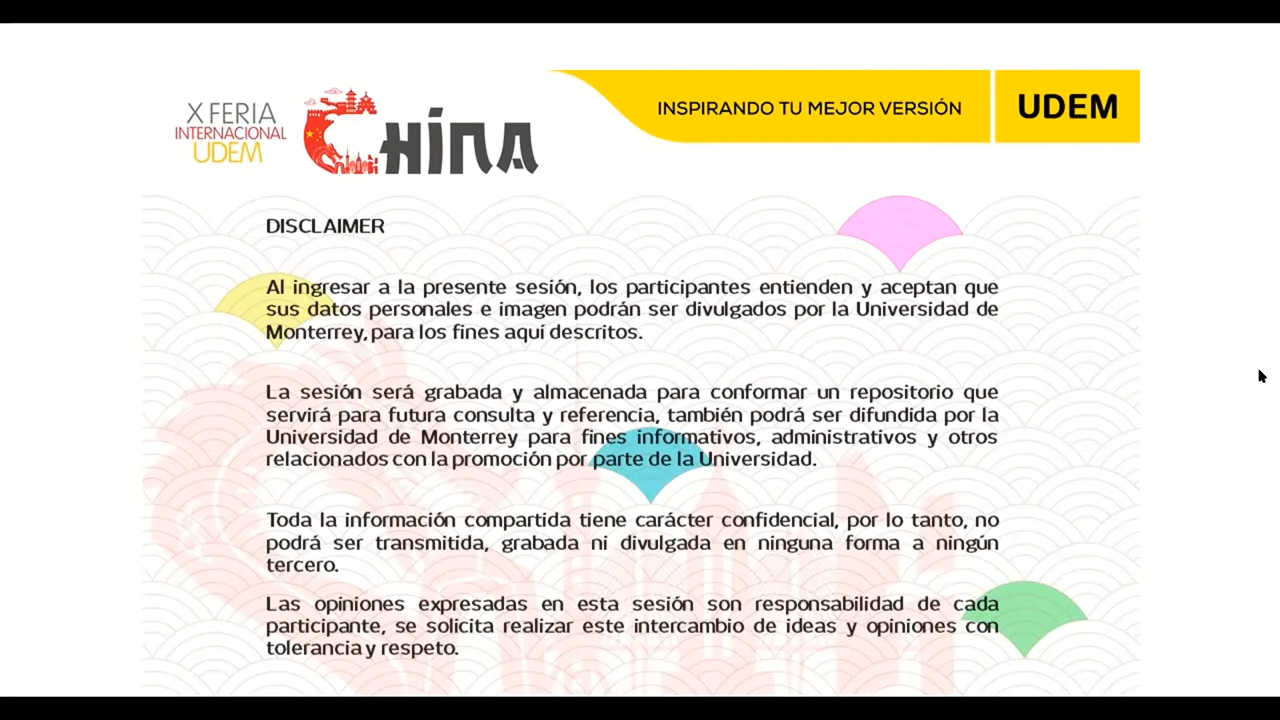 X FERIA
INTERNACIONAL
UDEM
CHINA
INSPIRANDO TU MEJOR VERSIÓN
UDEM
DISCLAIMER
Al ingresar a la presente sesión, los participantes entienden y aceptan que
sus datos personales e imagen podrán ser divulgados por la Universidad de
Monterrey, para los fines aquí descritos.
La sesión será grabada y almacenada para conformar un repositorio que
servirá para futura consulta y referencia, también podrá ser difundida por la
Universidad de Monterrey para fines informativos, administrativos y otros
relacionados con la promoción por parte de la Universidad.
Toda la información compartida tiene carácter confidencial, por lo tanto, no
podrá ser transmitida, grabada ni divulgada en ninguna forma a ningún
tercero.
Las opiniones expresadas en esta sesión son responsabilidad de cada
participante, se solicita realizar este intercambio de ideas y opiniones con
tolerancia y respeto.